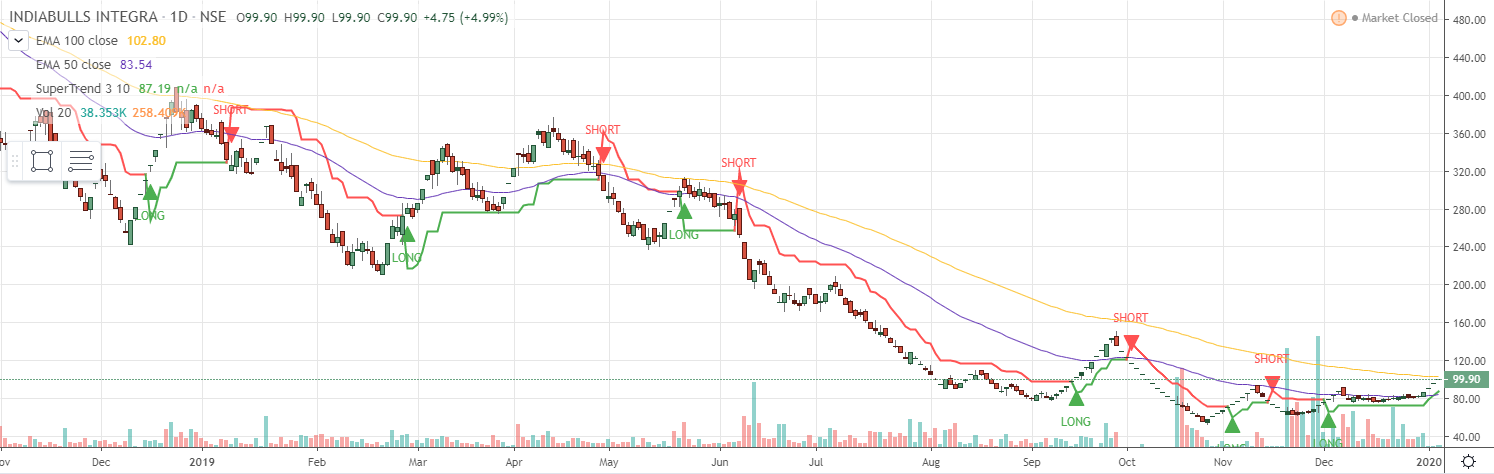 INDIABULLS INTEGRA · 1D · NSE O99.90 H99.90 L99.90 C99.90 +4.75 (+4.99%)
Market Closed
EMA 100 close 102.80
EMA 50 close 83.54
SuperTrend 3 10 87.19 n/a n/a
Vol 20 38.353K
480.00
440.00
400.00
360.00
320.00
280.00
240.00
200.00
160.00
120.00
99.90
80.00
40.00
SHORT
SHORT
SHORT
SHORT
SHORT
LONG
LONG
LONG
LONG
LONG
LONG
Dec 2019 Feb Mar Apr May Jun Jul Aug Sep Oct Nov Dec 2020